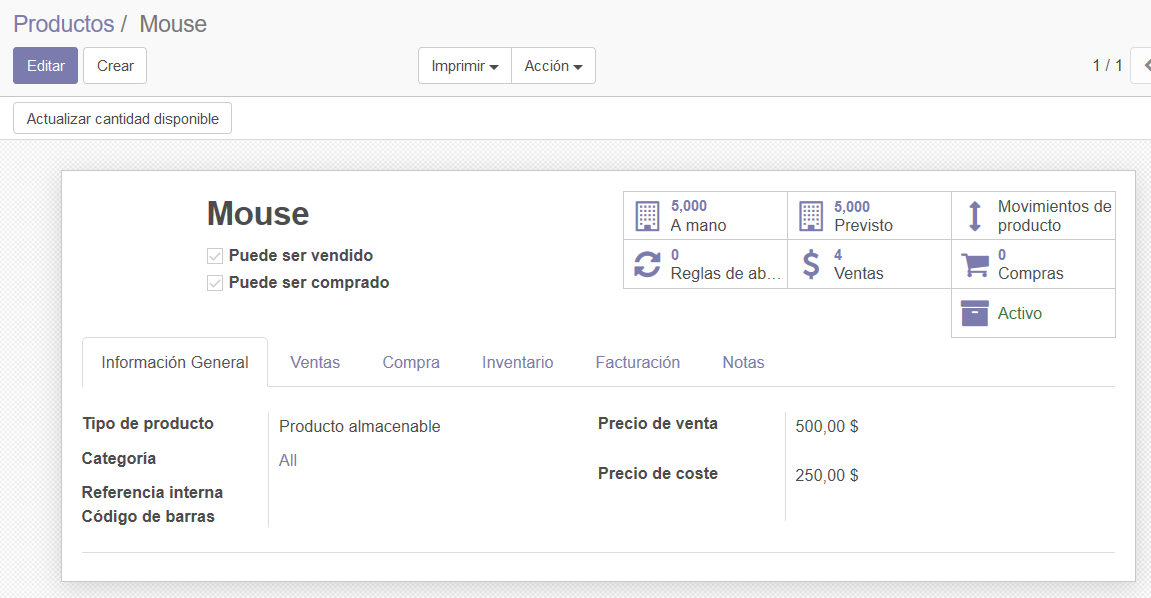 Productos / Mouse
Editar Crear Imprimir Acción 1 / 1
Actualizar cantidad disponible
Mouse
Puede ser vendido
Puede ser comprado
5,000
A mano
5,000
Previsto
Movimientos de
producto
0
Reglas de ab...
4
Ventas
0
Compras
Activo
Información General Ventas Compra Inventario Facturación Notas
Tipo de producto Producto almacenable
Categoría All
Referencia interna
Código de barras
Precio de venta 500,00 $
Precio de coste 250,00 $